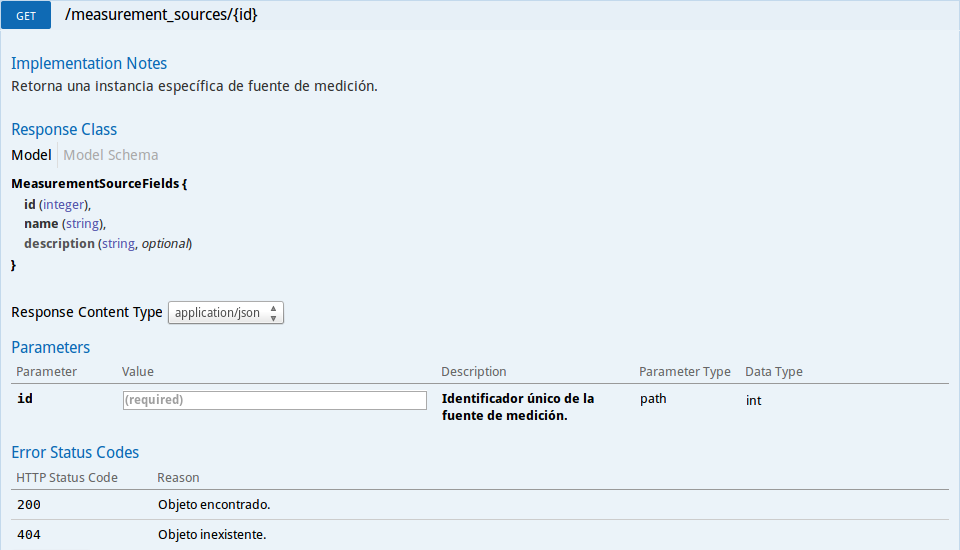 GET /measurement_sources/{id}
Implementation Notes
Retorna una instancia específica de fuente de medición.
Response Class
Model Model Schema
MeasurementSourceFields {
id (integer),
name (string),
description (string, optional)
}
Response Content Type application/json
Parameters
Parameter Value Description Parameter Type Data Type
id (required) Identificador único de la fuente de medición. path int
Error Status Codes
HTTP Status Code Reason
200 Objeto encontrado.
404 Objeto inexistente.